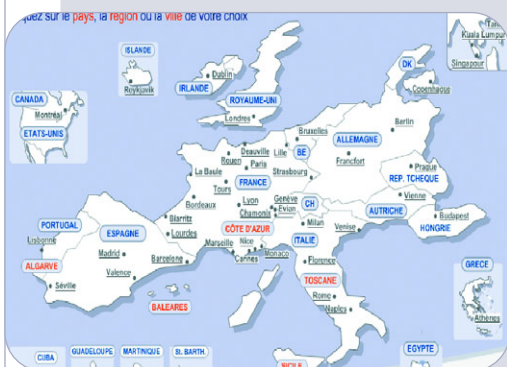 quez sur le pays, la région ou la ville de votre choix
ISLANDE
Reykjavik
Dublin
IRLANDE
ROYAUME-UNI
Londres
DK
Copenhague
Kuala Lumpur
Singapour
CANADA
Montréal
ETATS-UNIS
Bruxelles
Berlin
ALLEMAGNE
Deauville
Lille
BE
Rouen
Paris
Francfort
La Baule
Strasbourg
Prague
Tours
FRANCE
REP. TCHEQUE
Bordeaux
Lyon
Genève
CH
Vienne
Chamonix
Evian
AUTRICHE
Biarritz
Milan
Budapest
PORTUGAL
ESPAGNE
Lourdes
CÔTE D'AZUR
Venise
HONGRIE
Lisbonne
Marseille
Nice
ITALIE
Madrid
Barcelone
Cannes
Monaco
Florence
GRECE
ALGARVE
Valence
TOSCANE
Séville
BALEARES
Rome
Naples
Athènes
CUBA
GUADELOUPE
MARTINIQUE
St. BARTH.
EGYPTE
SICILE